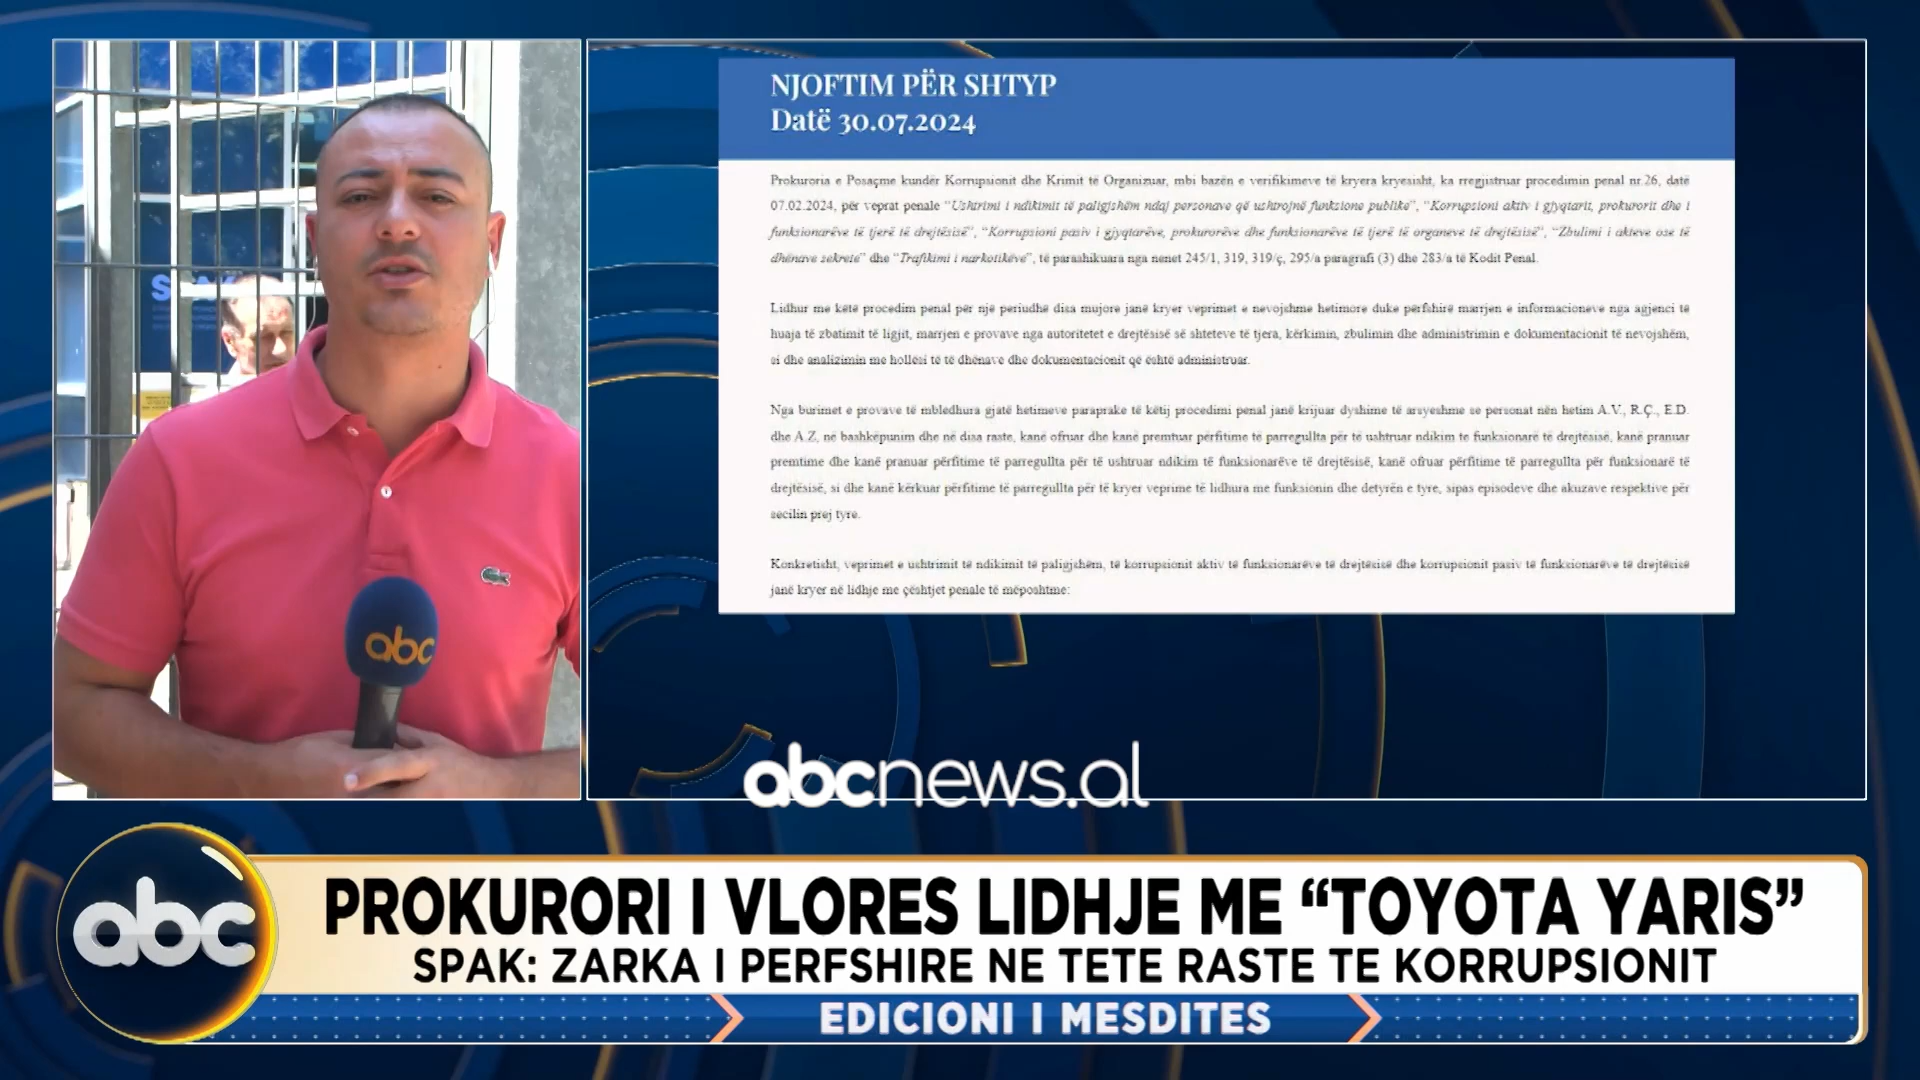 NJOFTIM PËR SHTYP
Datë 30.07.2024
Prokuroria e Posaçme kundër Korrupsionit dhe Krimit të Organizuar, mbi bazën e verifikimeve të kryera kryesisht, ka rregjistruar procedimin penal nr.26, datë
07.02.2024, për veprat penale “Ushtrimi i ndikimit të paligjshëm ndaj personave që ushtrojnë funksione publike”, “Korrupsioni aktiv i gjyqtarit, prokurorit dhe i
funksionarëve të tjerë të drejtësisë”, “Korrupsioni pasiv i gjyqtarëve, prokurorëve dhe funksionarëve të tjerë të organeve të drejtësisë”, “Zbulimi i akteve ose të
dhënave sekrete” dhe “Trafikimi i narkotikëve”, të parashikuara nga nenet 245/1, 319, 319/ç, 295/a paragrafi (3) dhe 283/a të Kodit Penal.
Lidhur me këtë procedim penal për një periudhë disa mujore janë kryer veprimet e nevojshme hetimore duke përfshirë marrjen e informacioneve nga agjenci të
huaja të zbatimit të ligjit, marrjen e provave nga autoritetet e drejtësisë së shteteve të tjera, kërkimin, zbulimin dhe administrimin e dokumentacionit të nevojshëm,
si dhe analizimin me hollësi të të dhënave dhe dokumentacionit që është administruar.
Nga burimet e provave të mbledhura gjatë hetimeve paraprake të këtij procedimi penal janë krijuar dyshime të arsyeshme se personat nën hetim A.V., R.Ç., E.D.
dhe A.Z, në bashkëpunim dhe në disa raste, kanë ofruar dhe kanë premtuar përfitime të parregullta për të ushtruar ndikim te funksionarë të drejtësisë, kanë pranuar
premtime dhe kanë pranuar përfitime të parregullta për të ushtruar ndikim të funksionarëve të drejtësisë, kanë ofruar përfitime të parregullta për funksionarë të
drejtësisë, si dhe kanë kërkuar përfitime të parregullta për të kryer veprime të lidhura me funksionin dhe detyrën e tyre, sipas episodeve dhe akuzave respektive për
secilin prej tyre.
Konkretisht, veprimet e ushtrimit të ndikimit të paligjshëm, të korrupsionit aktiv të funksionarëve të drejtësisë dhe korrupsionit pasiv të funksionarëve të drejtësisë
janë kryer në lidhje me çështjet penale të mëposhtme:
abc
abcnews.al
abc
PROKURORI I VLORES LIDHJE ME “TOYOTA YARIS”
SPAK: ZARKA I PERFSHIRE NE TETE RASTE TE KORRUPSIONIT
EDICIONI I MESDITES